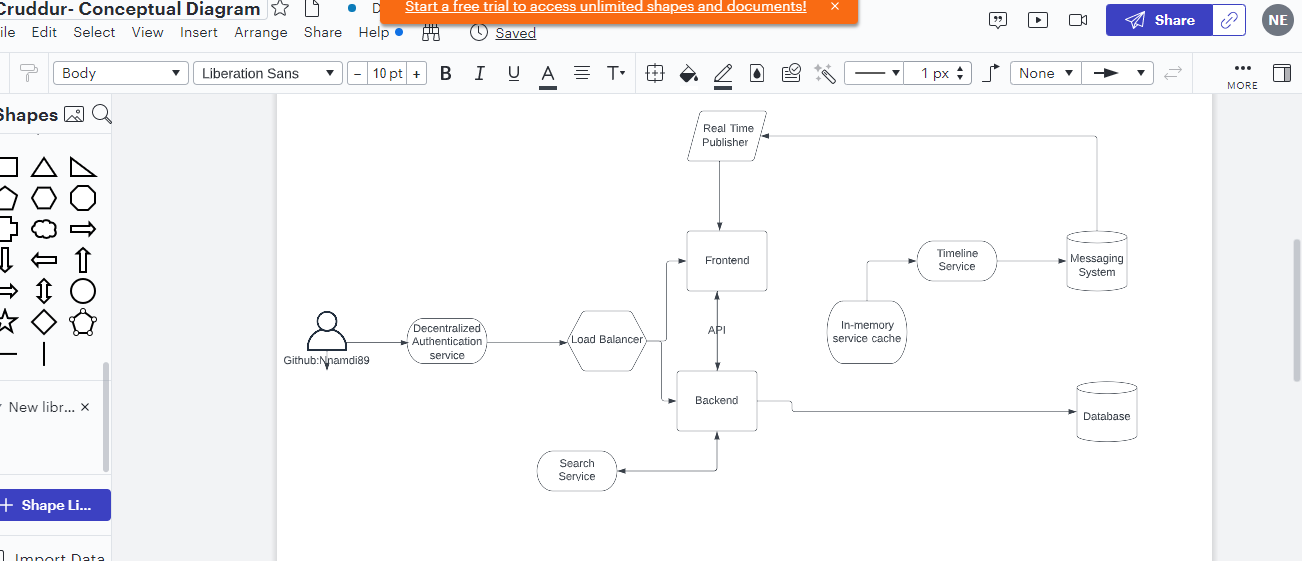 Cruddur- Conceptual Diagram
Start a free trial to access unlimited shapes and documents! ×
ile Edit Select View Insert Arrange Share Help Saved
Share
NE
Body Liberation Sans − 10 pt + B I U A T 1 px None
MORE
Shapes
New libr... ×
+ Shape Li...
Import Data
Real Time
Publisher
Frontend
Timeline
Service
Messaging
System
Github:Nnamdi89
Decentralized
Authentication
service
Load Balancer
API
In-memory
service cache
Backend
Database
Search
Service